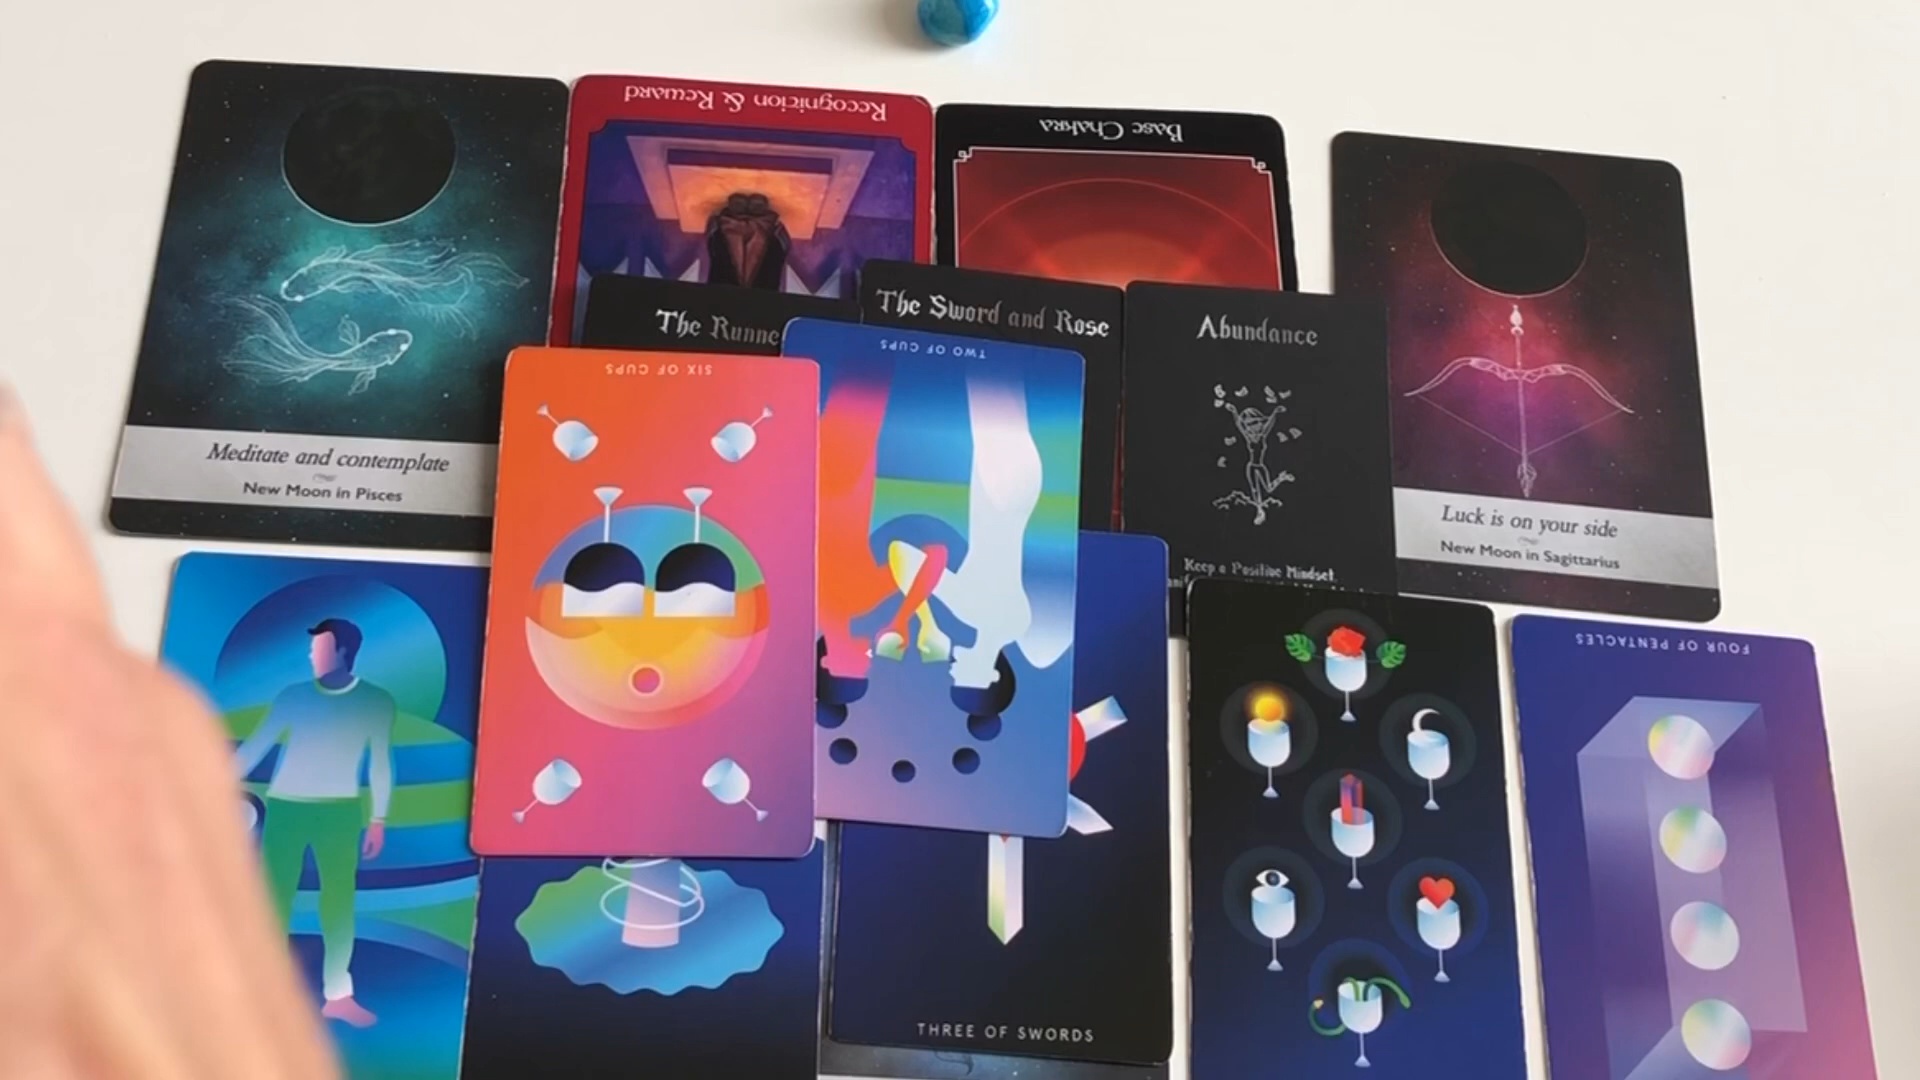 Recognition & Reward
Base Chakra
The Sword and Rose
The Runne
Abundance
TWO OF CUPS
SIX OF CUPS
Meditate and contemplate
New Moon in Pisces
Luck is on your side
New Moon in Sagittarius
Keep a Positive Mindset.
FOUR OF PENTACLES
THREE OF SWORDS